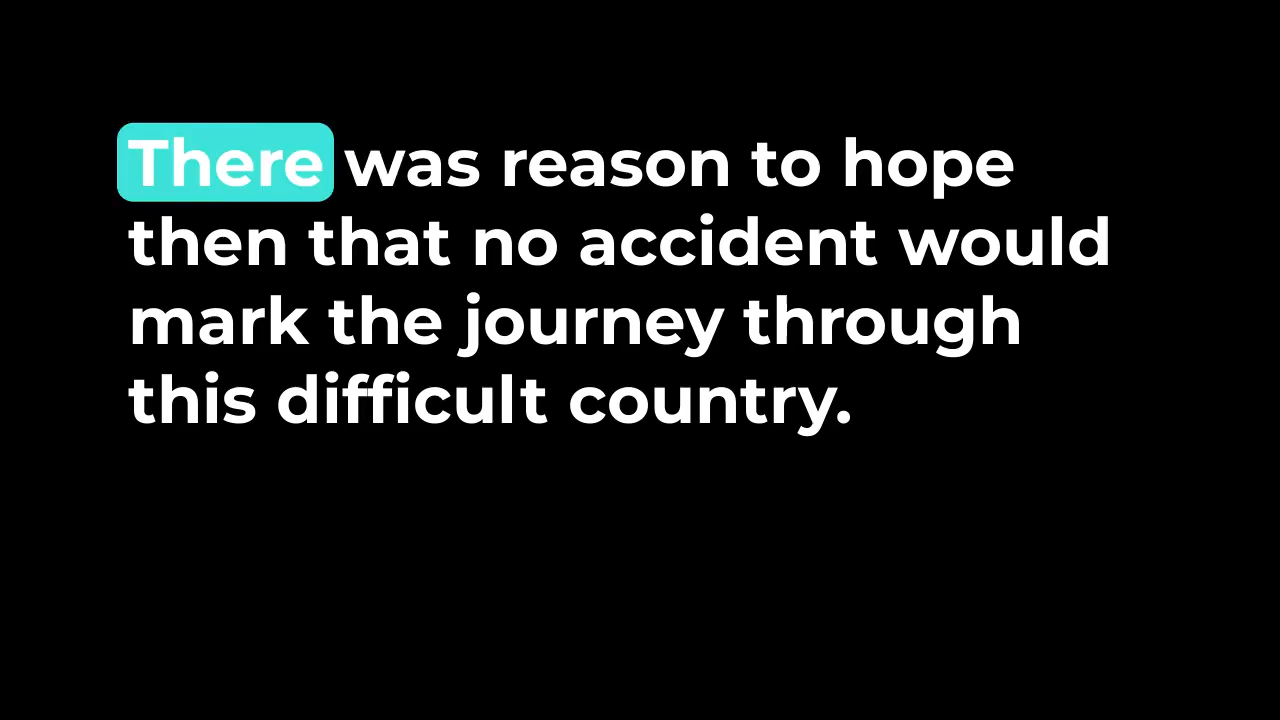 There was reason to hope
then that no accident would
mark the journey through
this difficult country.